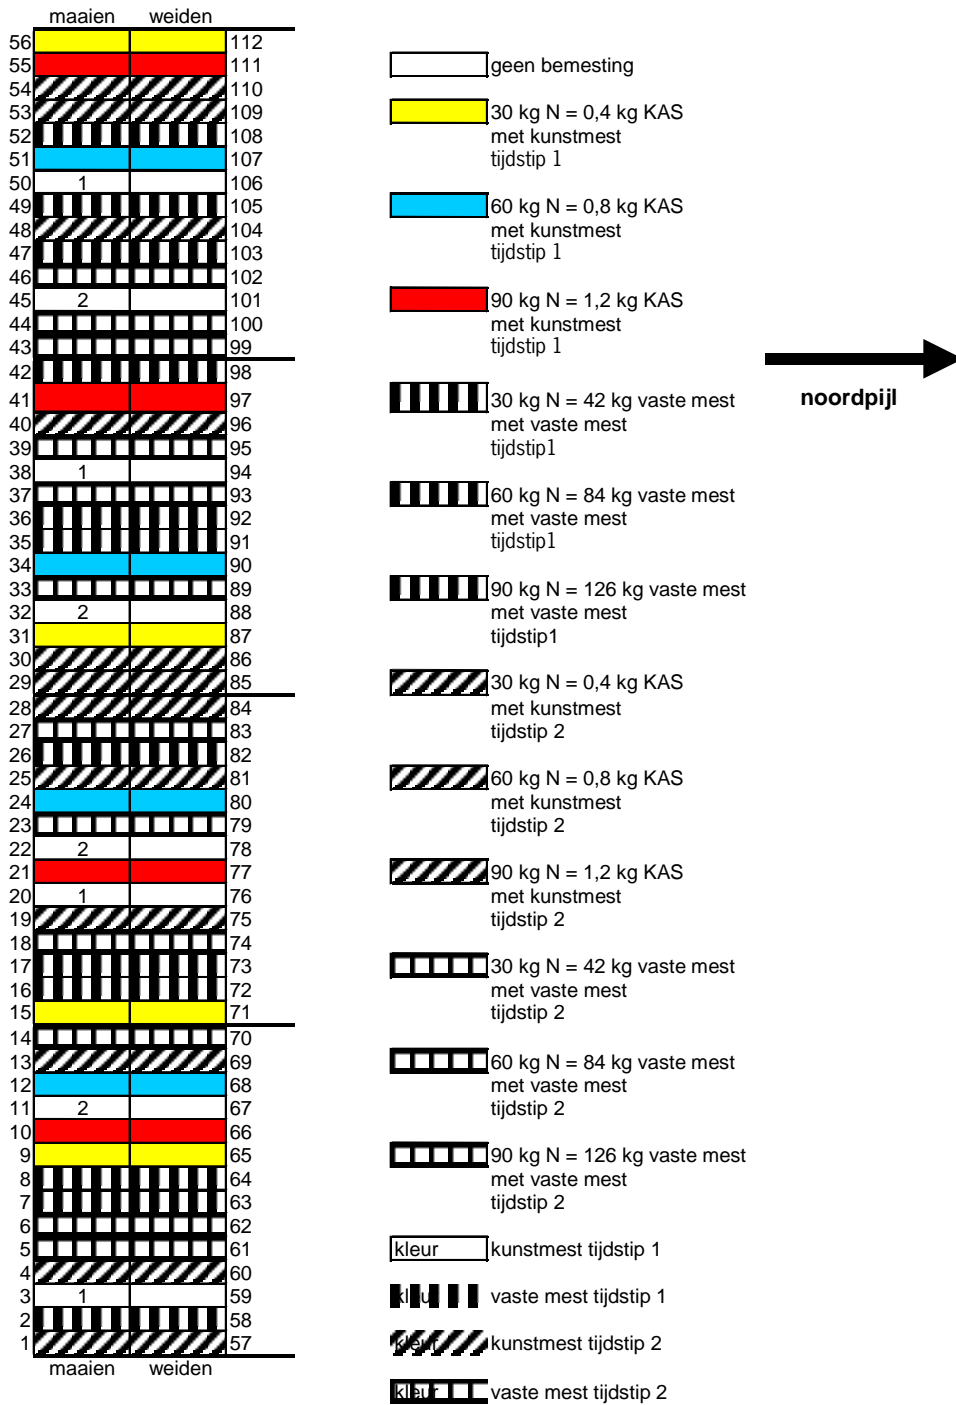 maaien weiden
56 112
55 111
54 110
53 109
52 108
51 107
50 1 106
49 105
48 104
47 103
46 102
45 2 101
44 100
43 99
42 98
41 97
40 96
39 95
38 1 94
37 93
36 92
35 91
34 90
33 89
32 2 88
31 87
30 86
29 85
28 84
27 83
26 82
25 81
24 80
23 79
22 2 78
21 77
20 1 76
19 75
18 74
17 73
16 72
15 71
14 70
13 69
12 68
11 2 67
10 66
9 65
8 64
7 63
6 62
5 61
4 60
3 1 59
2 58
1 57
maaien weiden
geen bemesting
30 kg N = 0,4 kg KAS
met kunstmest
tijdstip 1
60 kg N = 0,8 kg KAS
met kunstmest
tijdstip 1
90 kg N = 1,2 kg KAS
met kunstmest
tijdstip 1
30 kg N = 42 kg vaste mest
met vaste mest
tijdstip1
60 kg N = 84 kg vaste mest
met vaste mest
tijdstip1
90 kg N = 126 kg vaste mest
met vaste mest
tijdstip1
30 kg N = 0,4 kg KAS
met kunstmest
tijdstip 2
60 kg N = 0,8 kg KAS
met kunstmest
tijdstip 2
90 kg N = 1,2 kg KAS
met kunstmest
tijdstip 2
30 kg N = 42 kg vaste mest
met vaste mest
tijdstip 2
60 kg N = 84 kg vaste mest
met vaste mest
tijdstip 2
90 kg N = 126 kg vaste mest
met vaste mest
tijdstip 2
kleur kunstmest tijdstip 1
kleur vaste mest tijdstip 1
kleur kunstmest tijdstip 2
kleur vaste mest tijdstip 2
noordpijl